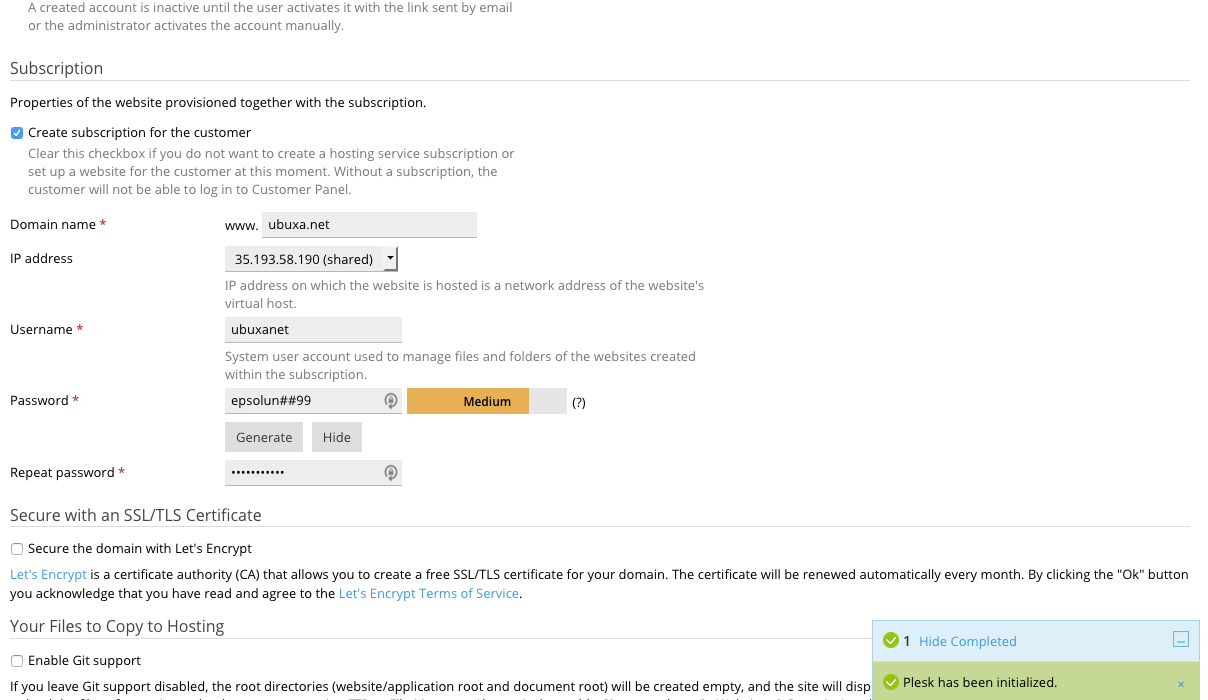 A created account is inactive until the user activates it with the link sent by email
or the administrator activates the account manually.
Subscription
Properties of the website provisioned together with the subscription.
Create subscription for the customer
Clear this checkbox if you do not want to create a hosting service subscription or
set up a website for the customer at this moment. Without a subscription, the
customer will not be able to log in to Customer Panel.
Domain name * www. ubuxa.net
IP address 35.193.58.190 (shared)
IP address on which the website is hosted is a network address of the website's
virtual host.
Username * ubuxanet
System user account used to manage files and folders of the websites created
within the subscription.
Password * epsolun##99 Medium (?)
Generate Hide
Repeat password * •••••••••••
Secure with an SSL/TLS Certificate
Secure the domain with Let's Encrypt
Let's Encrypt is a certificate authority (CA) that allows you to create a free SSL/TLS certificate for your domain. The certificate will be renewed automatically every month. By clicking the "Ok" button
you acknowledge that you have read and agree to the Let's Encrypt Terms of Service.
Your Files to Copy to Hosting
1 Hide Completed
Enable Git support
If you leave Git support disabled, the root directories (website/application root and document root) will be created empty, and the site will disp
Plesk has been initialized. ×